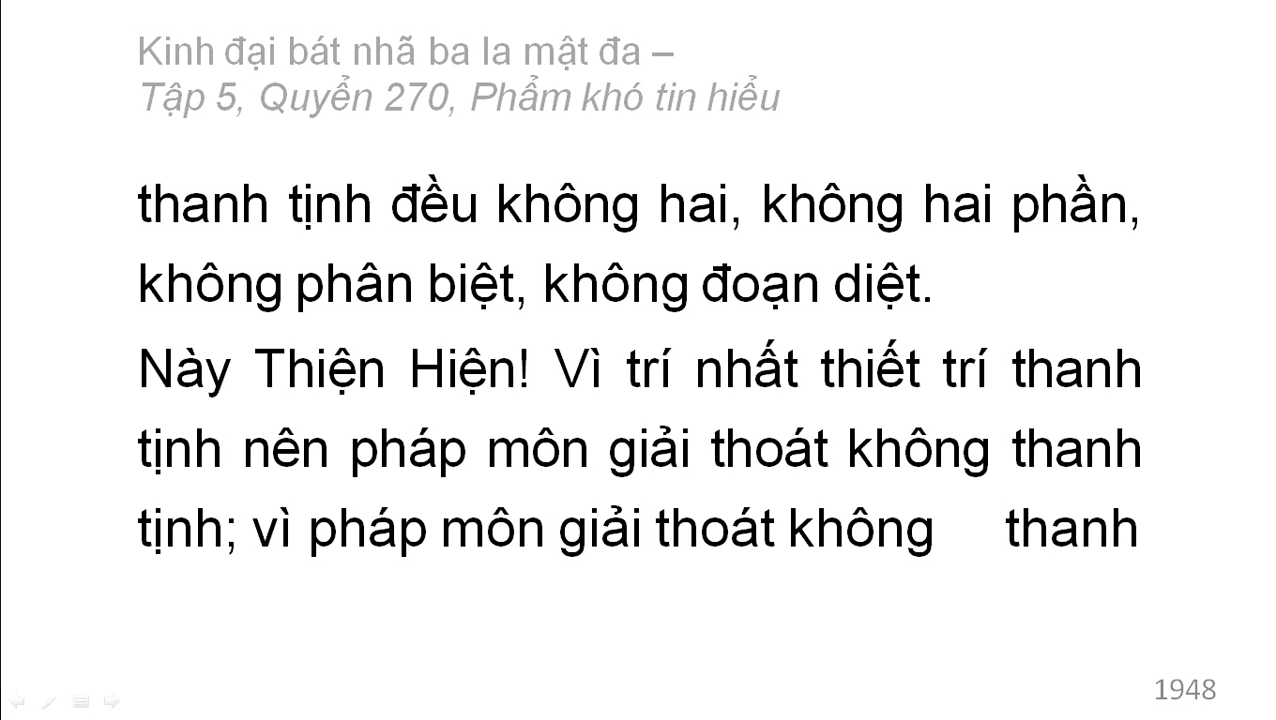 Kinh đại bát nhã ba la mật đa –
Tập 5, Quyển 270, Phẩm khó tin hiểu
thanh tịnh đều không hai, không hai phần,
không phân biệt, không đoạn diệt.
Này Thiện Hiện! Vì trí nhất thiết trí thanh
tịnh nên pháp môn giải thoát không thanh
tịnh; vì pháp môn giải thoát không thanh
1948